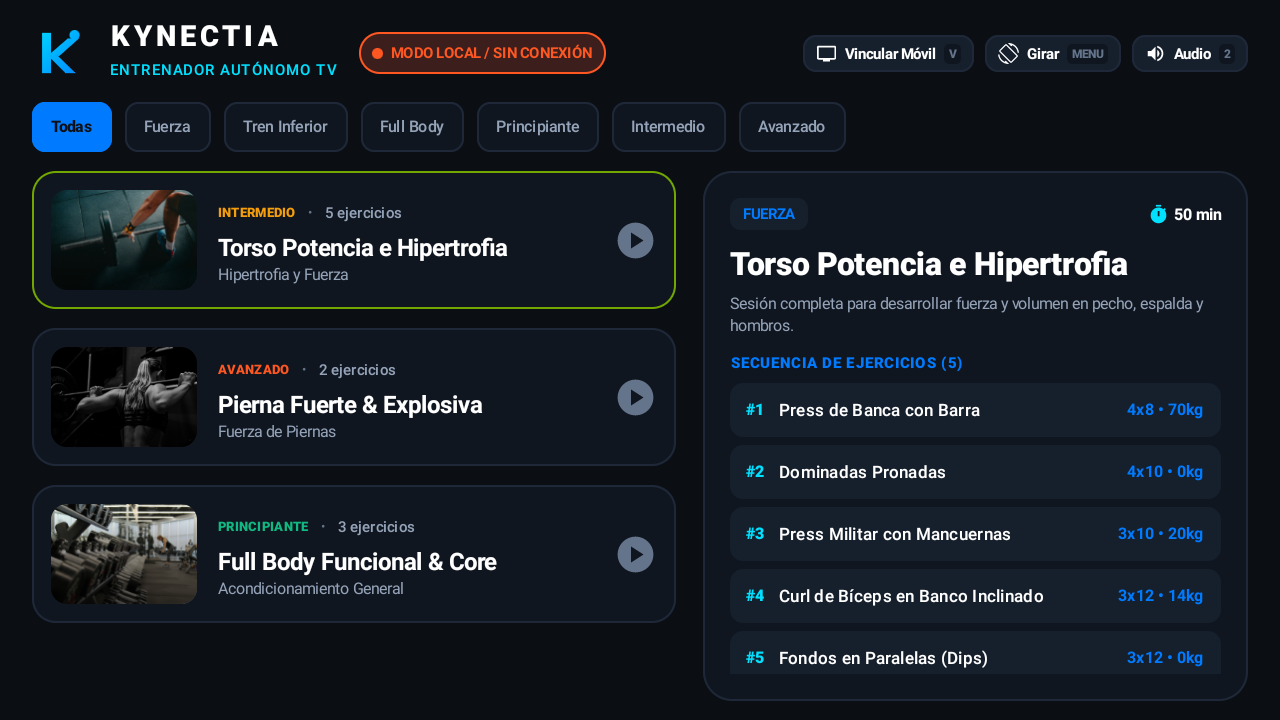 KYNECTIA
ENTRENADOR AUTÓNOMO TV
MODO LOCAL / SIN CONEXIÓN
Vincular Móvil V
Girar MENU
Audio 2
Todas
Fuerza
Tren Inferior
Full Body
Principiante
Intermedio
Avanzado
INTERMEDIO • 5 ejercicios
Torso Potencia e Hipertrofia
Hipertrofia y Fuerza
AVANZADO • 2 ejercicios
Pierna Fuerte & Explosiva
Fuerza de Piernas
PRINCIPIANTE • 3 ejercicios
Full Body Funcional & Core
Acondicionamiento General
FUERZA
50 min
Torso Potencia e Hipertrofia
Sesión completa para desarrollar fuerza y volumen en pecho, espalda y
hombros.
SECUENCIA DE EJERCICIOS (5)
#1 Press de Banca con Barra 4x8 • 70kg
#2 Dominadas Pronadas 4x10 • 0kg
#3 Press Militar con Mancuernas 3x10 • 20kg
#4 Curl de Bíceps en Banco Inclinado 3x12 • 14kg
#5 Fondos en Paralelas (Dips) 3x12 • 0kg